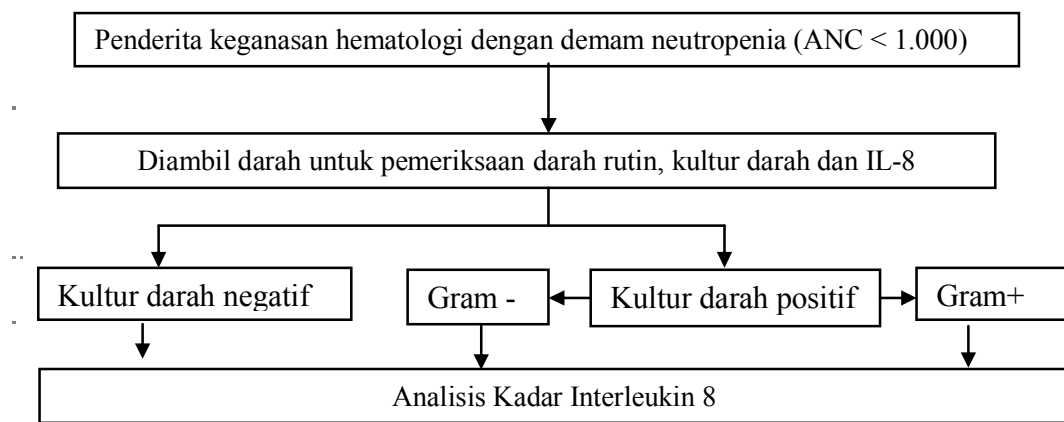 Penderita keganasan hematologi dengan demam neutropenia (ANC < 1.000)
Diambil darah untuk pemeriksaan darah rutin, kultur darah dan IL-8
Kultur darah negatif
Gram -
Kultur darah positif
Gram+
Analisis Kadar Interleukin 8